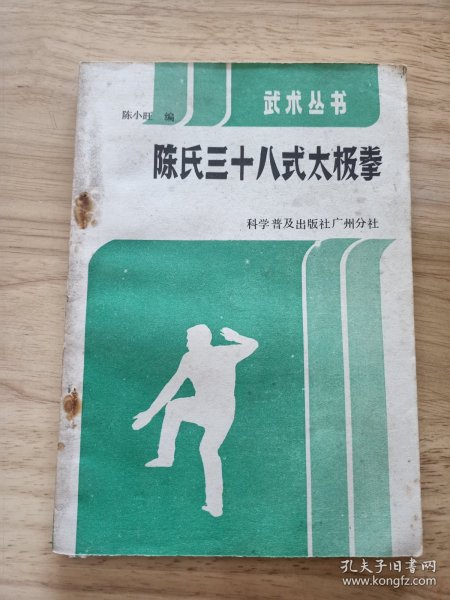 武术丛书
陈小旺 编
陈氏三十八式太极拳
科学普及出版社广州分社
孔夫子旧书网
www.kongfz.com